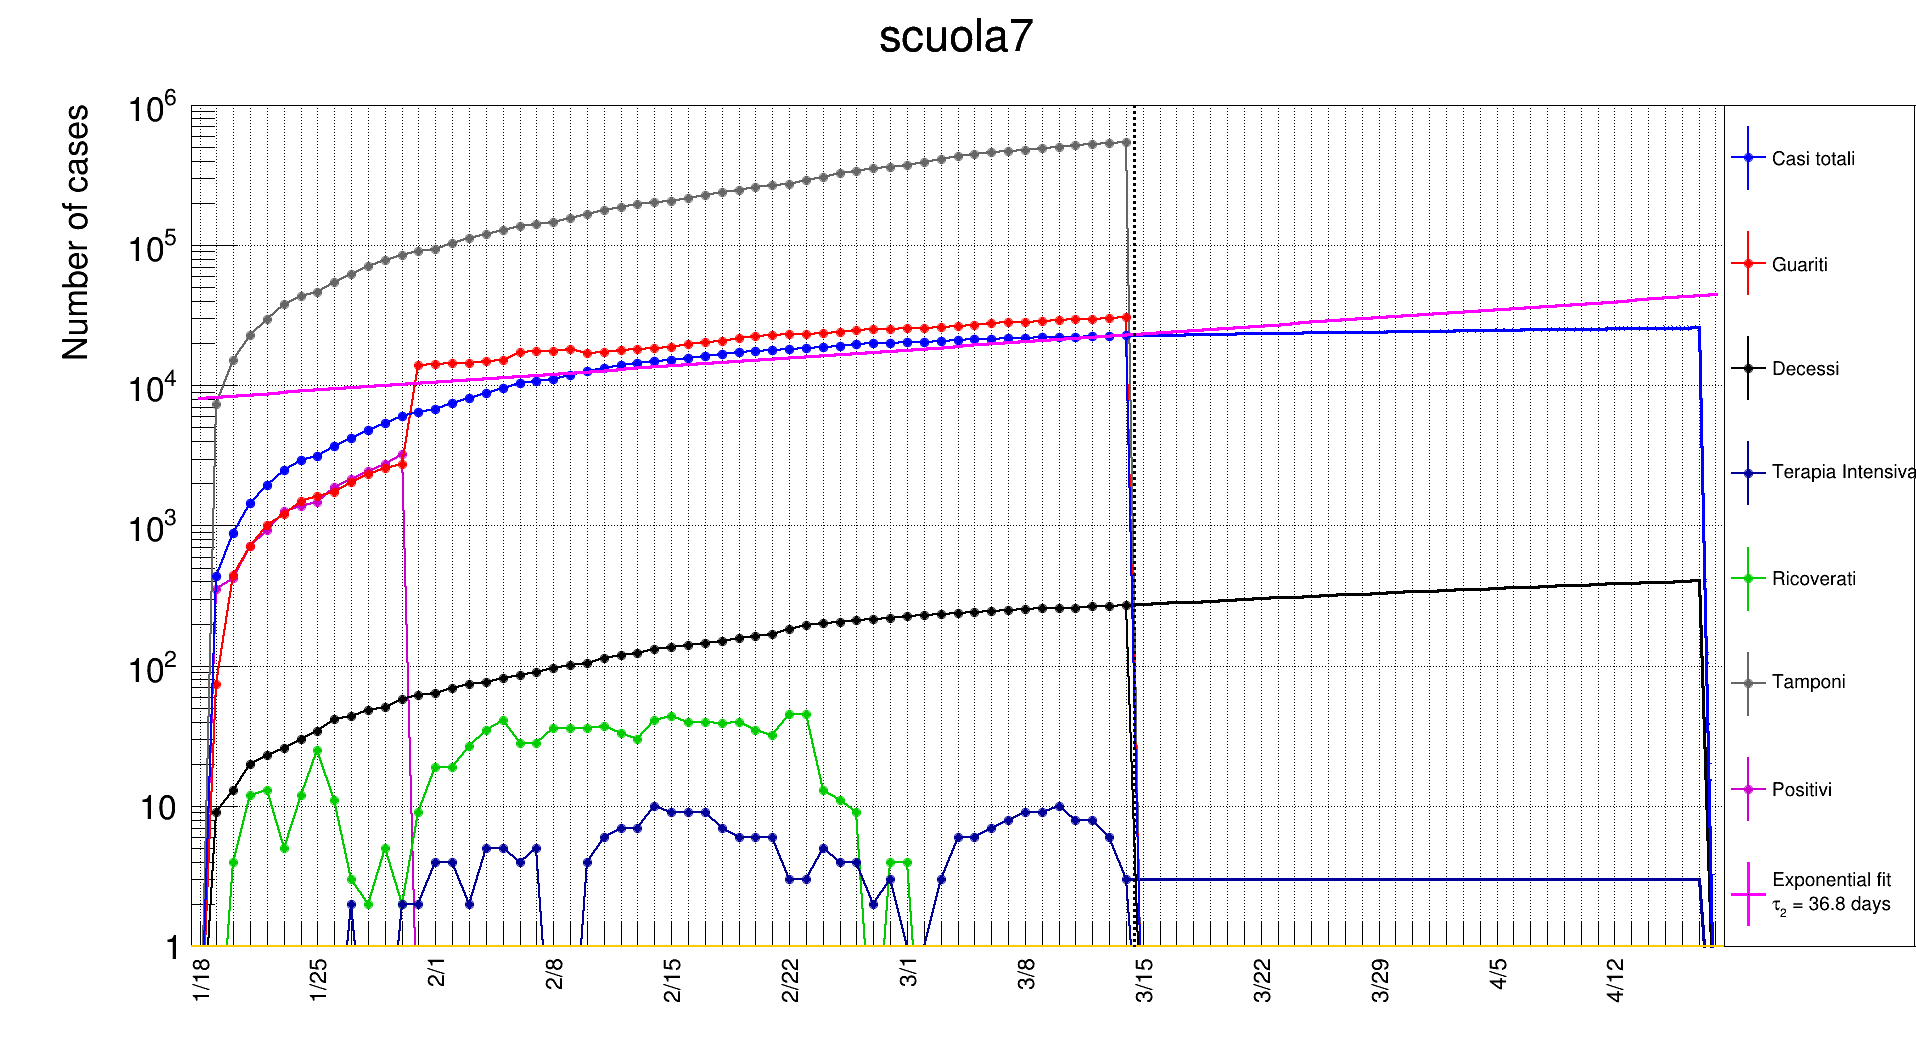 scuola7
Number of cases
10^6
10^5
10^4
10^3
10^2
10
1
1/18
1/25
2/1
2/8
2/15
2/22
3/1
3/8
3/15
3/22
3/29
4/5
4/12
Casi totali
Guariti
Decessi
Terapia Intensiva
Ricoverati
Tamponi
Positivi
Exponential fit
τ_2 = 36.8 days